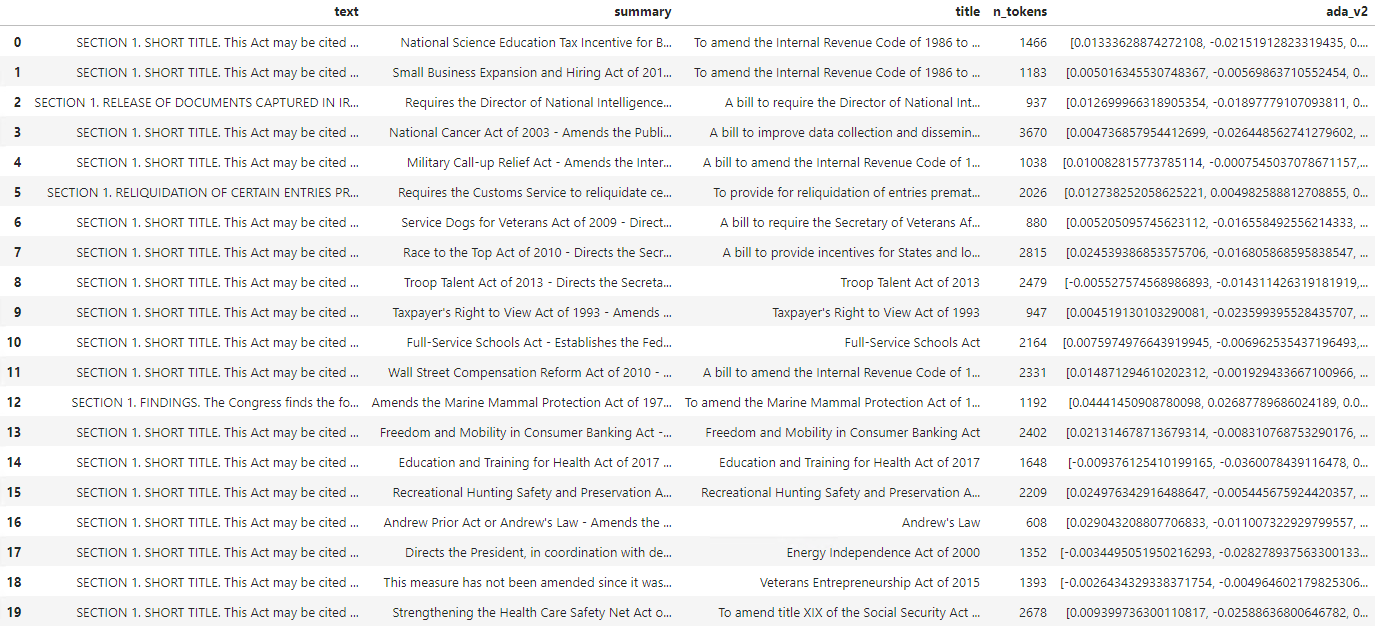 text summary title n_tokens ada_v2
0 SECTION 1. SHORT TITLE. This Act may be cited ... National Science Education Tax Incentive for B... To amend the Internal Revenue Code of 1986 to ... 1466 [0.01333628874272108, -0.02151912823319435, 0....
1 SECTION 1. SHORT TITLE. This Act may be cited ... Small Business Expansion and Hiring Act of 201... To amend the Internal Revenue Code of 1986 to ... 1183 [0.005016345530748367, -0.00569863710552454, 0...
2 SECTION 1. RELEASE OF DOCUMENTS CAPTURED IN IR... Requires the Director of National Intelligence... A bill to require the Director of National Int... 937 [0.012699966318905354, -0.01897779107093811, 0...
3 SECTION 1. SHORT TITLE. This Act may be cited ... National Cancer Act of 2003 - Amends the Publi... A bill to improve data collection and dissemin... 3670 [0.004736857954412699, -0.026448562741279602, ...
4 SECTION 1. SHORT TITLE. This Act may be cited ... Military Call-up Relief Act - Amends the Inter... A bill to amend the Internal Revenue Code of 1... 1038 [0.010082815773785114, -0.0007545037078671157,...
5 SECTION 1. RELIQUIDATION OF CERTAIN ENTRIES PR... Requires the Customs Service to reliquidate ce... To provide for reliquidation of entries premat... 2026 [0.012738252058625221, 0.004982588812708855, 0...
6 SECTION 1. SHORT TITLE. This Act may be cited ... Service Dogs for Veterans Act of 2009 - Direct... A bill to require the Secretary of Veterans Af... 880 [0.005205095745623112, -0.016558492556214333, ...
7 SECTION 1. SHORT TITLE. This Act may be cited ... Race to the Top Act of 2010 - Directs the Secr... A bill to provide incentives for States and lo... 2815 [0.024539386853575706, -0.016805868595838547, ...
8 SECTION 1. SHORT TITLE. This Act may be cited ... Troop Talent Act of 2013 - Directs the Secreta... Troop Talent Act of 2013 2479 [-0.005527574568986893, -0.014311426319181919,...
9 SECTION 1. SHORT TITLE. This Act may be cited ... Taxpayer's Right to View Act of 1993 - Amends ... Taxpayer's Right to View Act of 1993 947 [0.004519130103290081, -0.023599395528435707, ...
10 SECTION 1. SHORT TITLE. This Act may be cited ... Full-Service Schools Act - Establishes the Fed... Full-Service Schools Act 2164 [0.0075974976643919945, -0.006962535437196493,...
11 SECTION 1. SHORT TITLE. This Act may be cited ... Wall Street Compensation Reform Act of 2010 - ... A bill to amend the Internal Revenue Code of 1... 2331 [0.014871294610202312, -0.001929433667100966, ...
12 SECTION 1. FINDINGS. The Congress finds the fo... Amends the Marine Mammal Protection Act of 197... To amend the Marine Mammal Protection Act of 1... 1192 [0.04441450908780098, 0.02687789686024189, 0.0...
13 SECTION 1. SHORT TITLE. This Act may be cited ... Freedom and Mobility in Consumer Banking Act -... Freedom and Mobility in Consumer Banking Act 2402 [0.021314678713679314, -0.008310768753290176, ...
14 SECTION 1. SHORT TITLE. This Act may be cited ... Education and Training for Health Act of 2017 ... Education and Training for Health Act of 2017 1648 [-0.009376125410199165, -0.0360078439116478, 0...
15 SECTION 1. SHORT TITLE. This Act may be cited ... Recreational Hunting Safety and Preservation A... Recreational Hunting Safety and Preservation A... 2209 [0.024976342916488647, -0.005445675924420357, ...
16 SECTION 1. SHORT TITLE. This Act may be cited ... Andrew Prior Act or Andrew's Law - Amends the ... Andrew's Law 608 [0.029043208807706833, -0.011007322929799557, ...
17 SECTION 1. SHORT TITLE. This Act may be cited ... Directs the President, in coordination with de... Energy Independence Act of 2000 1352 [-0.0034495051950216293, -0.028278937563300133...
18 SECTION 1. SHORT TITLE. This Act may be cited ... This measure has not been amended since it was... Veterans Entrepreneurship Act of 2015 1393 [-0.0026434329338371754, -0.004964602179825306...
19 SECTION 1. SHORT TITLE. This Act may be cited ... Strengthening the Health Care Safety Net Act o... To amend title XIX of the Social Security Act ... 2678 [0.009399736300110817, -0.02588636800646782, 0...